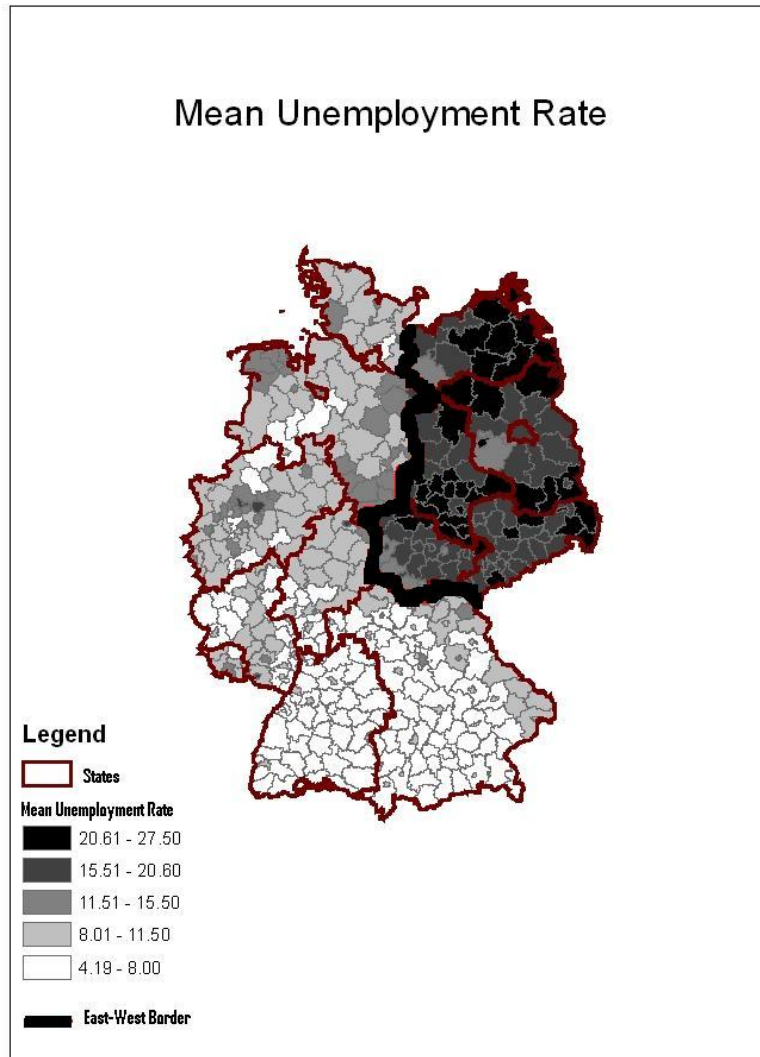 Mean Unemployment Rate
Legend
States
Mean Unemployment Rate
20.61 - 27.50
15.51 - 20.60
11.51 - 15.50
8.01 - 11.50
4.19 - 8.00
East-West Border